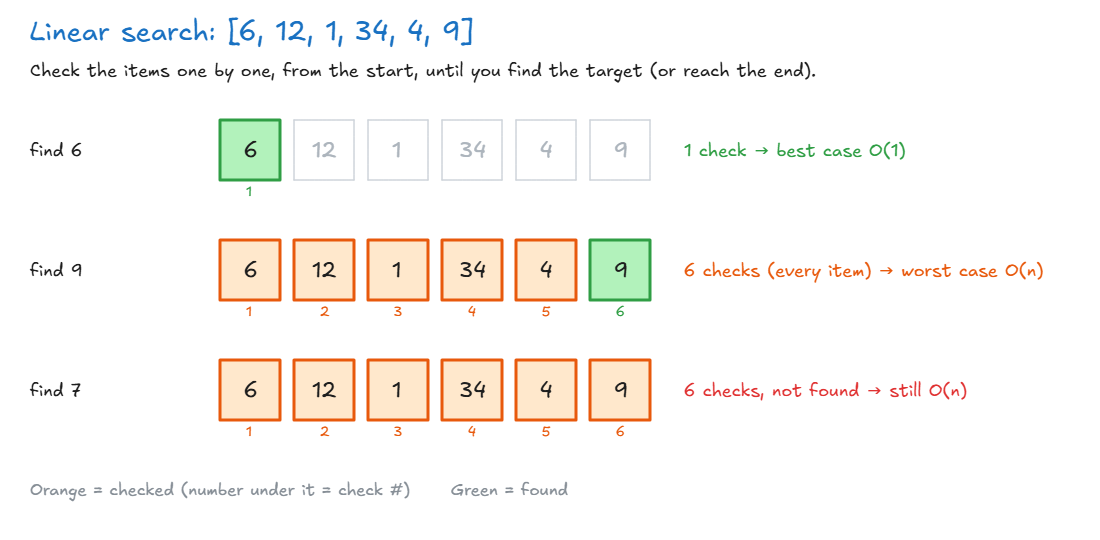 Linear search: [6, 12, 1, 34, 4, 9]
Check the items one by one, from the start, until you find the target (or reach the end).
find 6 6 12 1 34 4 9 1 check → best case O(1)
1
find 9 6 12 1 34 4 9 6 checks (every item) → worst case O(n)
1 2 3 4 5 6
find 7 6 12 1 34 4 9 6 checks, not found → still O(n)
1 2 3 4 5 6
Orange = checked (number under it = check #) Green = found